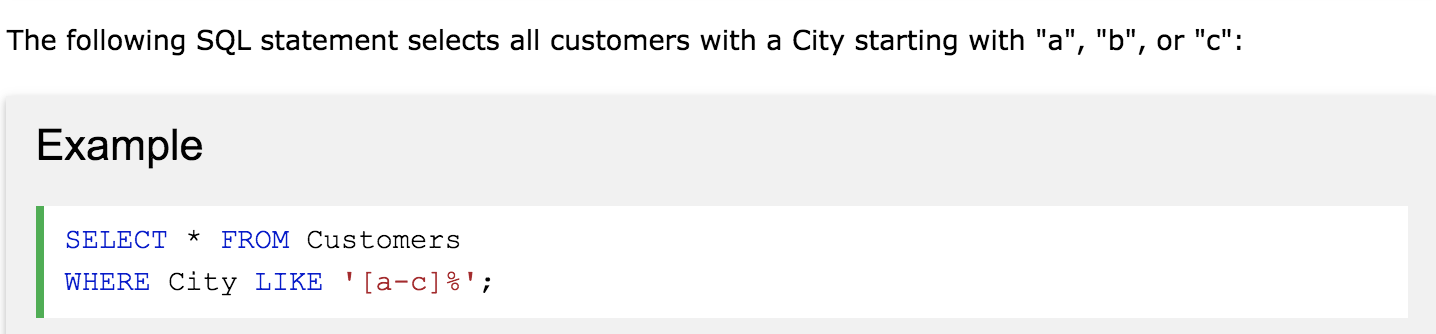 The following SQL statement selects all customers with a City starting with "a", "b", or "c":
Example
SELECT * FROM Customers
WHERE City LIKE '[a-c]%';